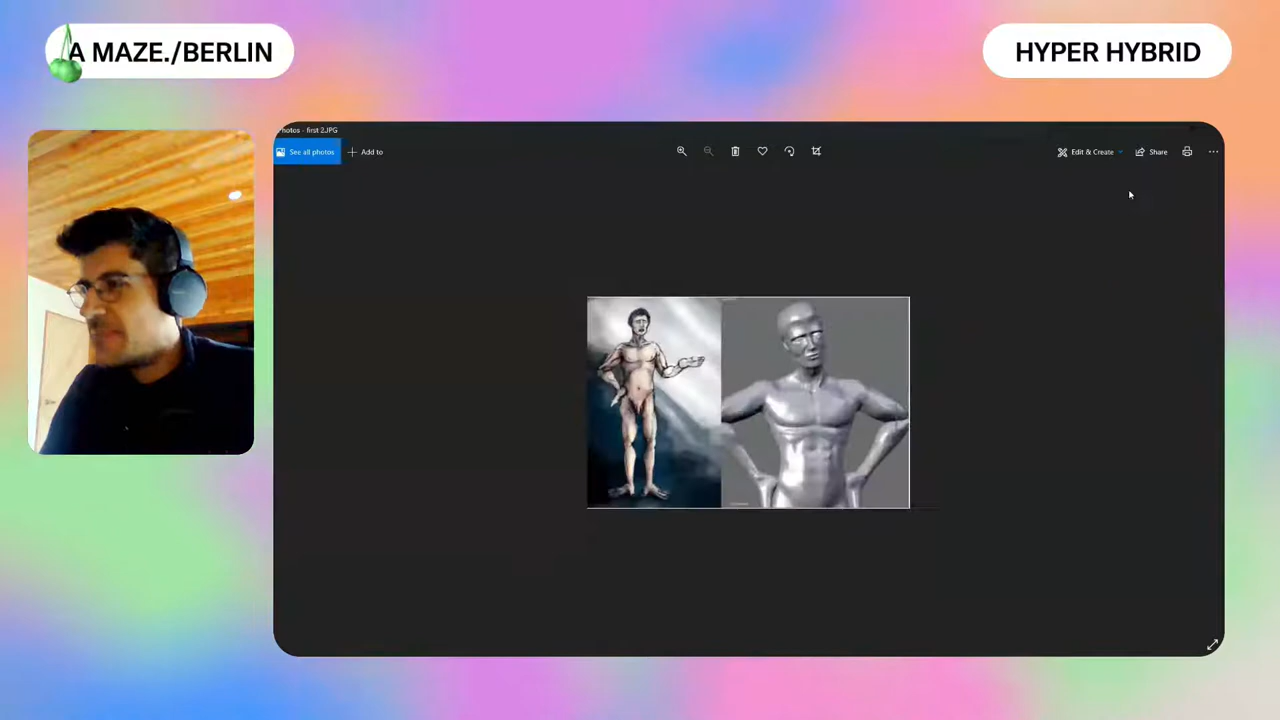 A MAZE./BERLIN
HYPER HYBRID
hotos - first 2.JPG
See all photos
Add to
Edit & Create
Share